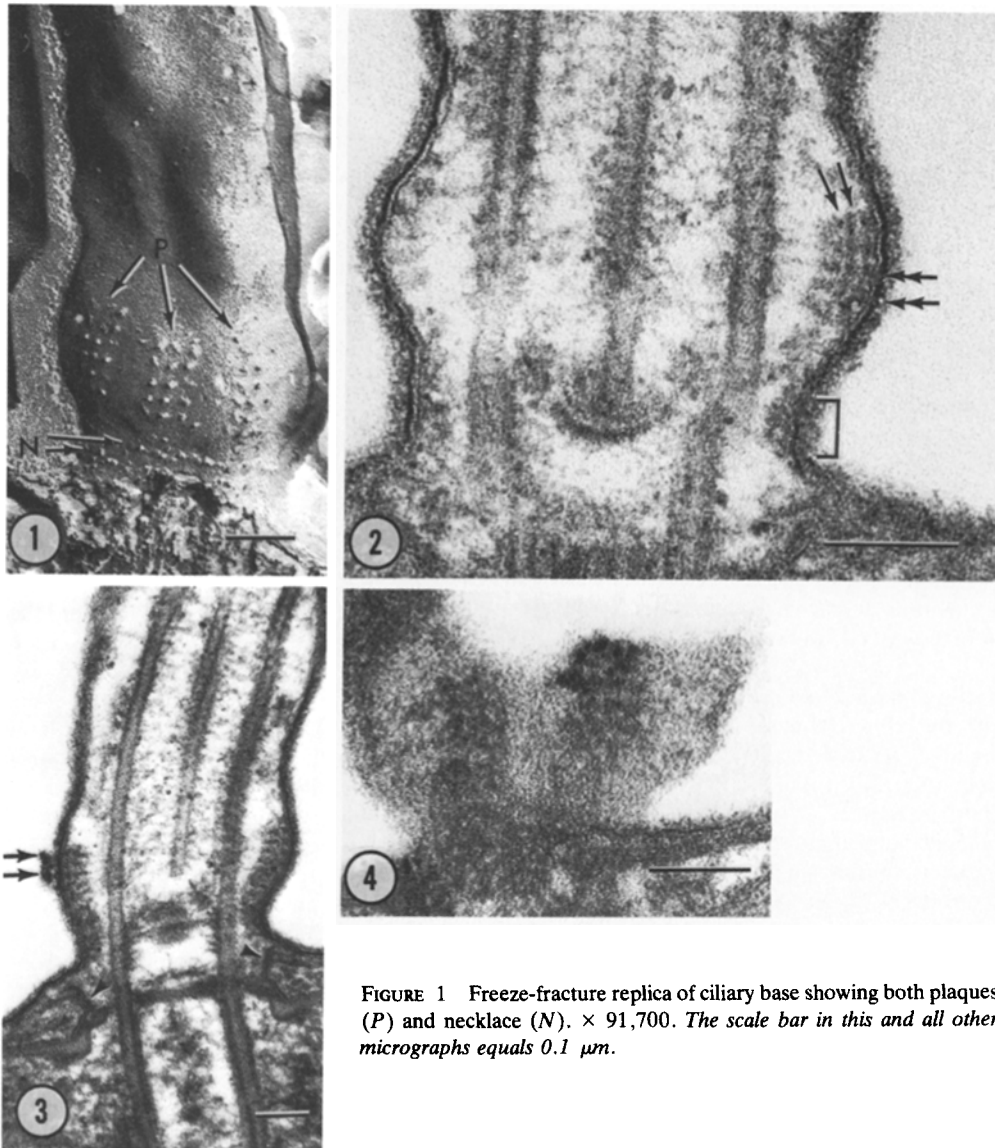 P
N
1
2
3
4
FIGURE 1 Freeze-fracture replica of ciliary base showing both plaques
(P) and necklace (N). × 91,700. The scale bar in this and all other
micrographs equals 0.1 μm.